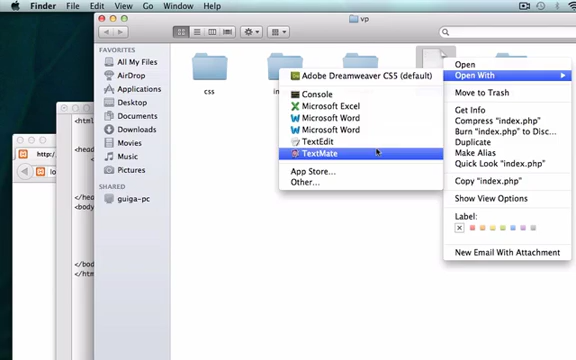 Finder File Edit View Go Window Help
vp
FAVORITES
All My Files
AirDrop
Applications
Desktop
Documents
Downloads
Movies
Music
Pictures
SHARED
guiga-pc
css
Adobe Dreamweaver CS5 (default)
Console
Microsoft Excel
Microsoft Word
Microsoft Word
TextEdit
TextMate
App Store...
Other...
Open
Open With
Move to Trash
Get Info
Compress "index.php"
Burn "index.php" to Disc...
Duplicate
Make Alias
Quick Look "index.php"
Copy "index.php"
Show View Options
Label:
New Email With Attachment
<html
<head
</head
<body
</body
</html
http:/
lo